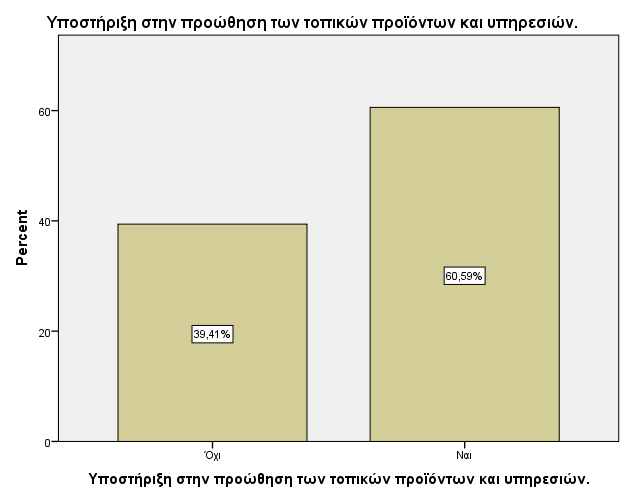 Υποστήριξη στην προώθηση των τοπικών προϊόντων και υπηρεσιών.
Percent
60
40
20
0
39,41%
60,59%
Όχι
Ναι
Υποστήριξη στην προώθηση των τοπικών προϊόντων και υπηρεσιών.